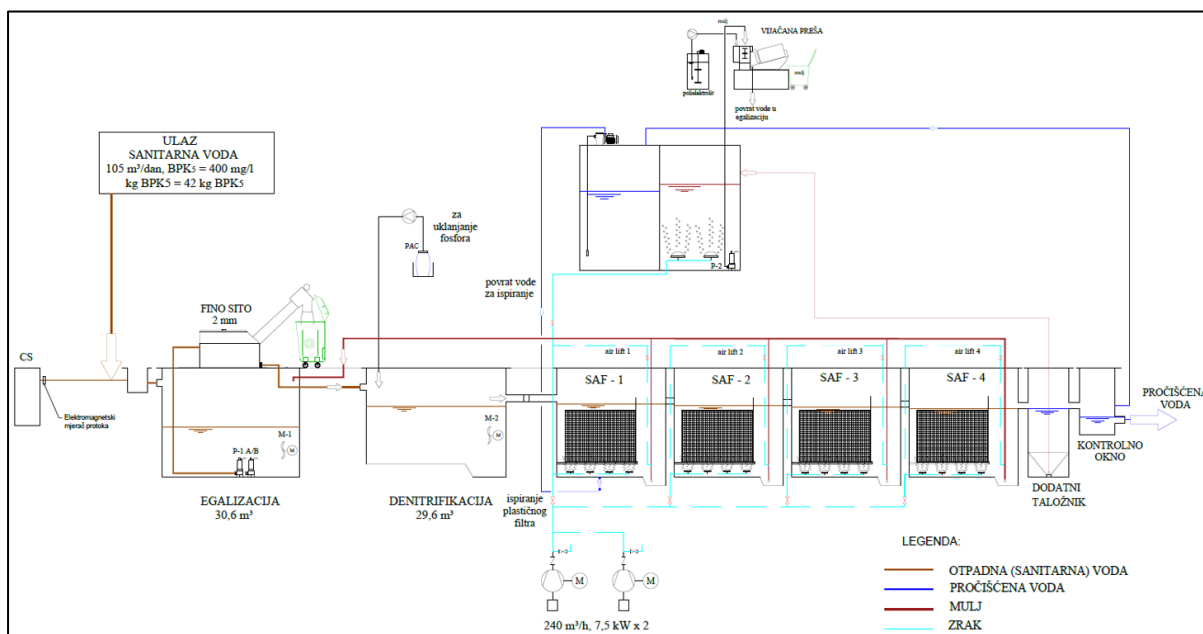 mulj
VIJAČANA PREŠA
mulj
polielektrolit
povrat vode u
egalizaciju
ULAZ
SANITARNA VODA
105 m³/dan, BPK₅ = 400 mg/l
kg BPK5 = 42 kg BPK₅
za
uklanjanje
fosfora
PAC
P-2
povrat vode
za ispiranje
FINO SITO
2 mm
CS
Elektromagnetski
mjerač protoka
P-1 A/B
M-1
M
M-2
M
air lift 1
air lift 2
air lift 3
air lift 4
SAF - 1
SAF - 2
SAF - 3
SAF - 4
PROČIŠĆENA
VODA
KONTROLNO
OKNO
EGALIZACIJA
30,6 m³
DENITRIFIKACIJA
29,6 m³
ispiranje
plastičnog
filtra
DODATNI
TALOŽNIK
M
M
240 m³/h, 7,5 kW x 2
LEGENDA:
OTPADNA (SANITARNA) VODA
PROČIŠĆENA VODA
MULJ
ZRAK